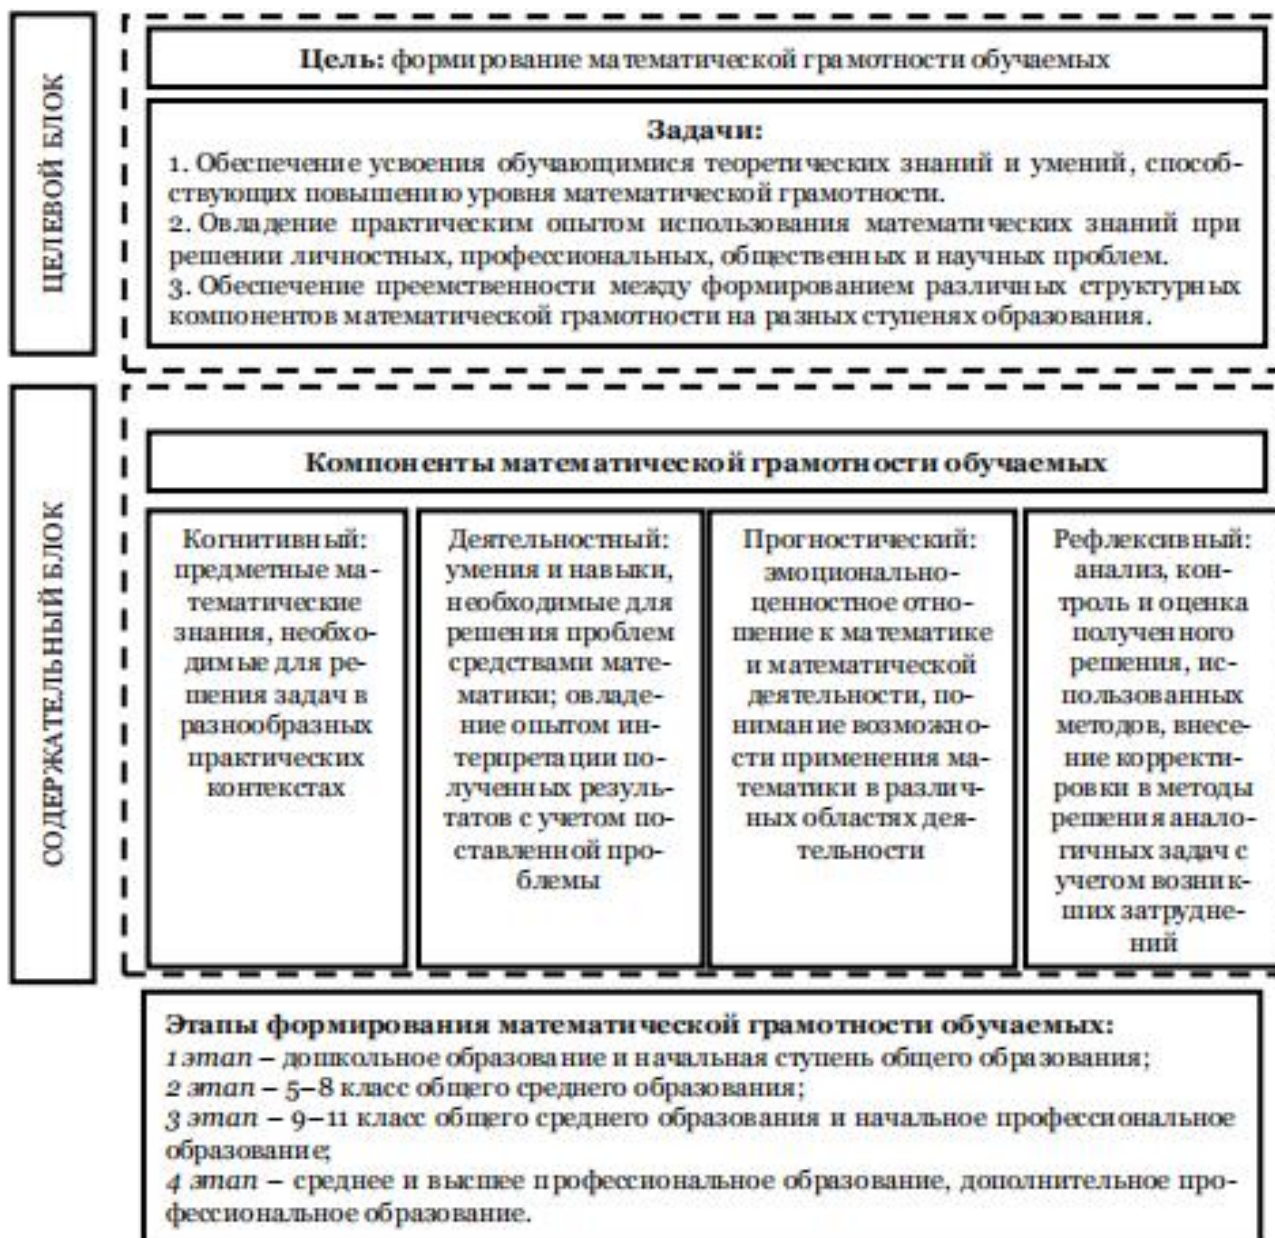 ЦЕЛЕВОЙ БЛОК
Цель: формирование математической грамотности обучаемых
Задачи:
1. Обеспечение усвоения обучающимися теоретических знаний и умений, способ-
ствующих повышению уровня математической грамотности.
2. Овладение практическим опытом использования математических знаний при
решении личностных, профессиональных, общественных и научных проблем.
3. Обеспечение преемственности между формированием различных структурных
компонентов математической грамотности на разных ступенях образования.
СОДЕРЖАТЕЛЬНЫЙ БЛОК
Компоненты математической грамотности обучаемых
Когнитивный:
предметные ма-
тематические
знания, необхо-
димые для ре-
шения задач в
разнообразных
практических
контекстах
Деятельностный:
умения и навыки,
необходимые для
решения проблем
средствами мате-
матики; овладе-
ние опытом ин-
терпретации по-
лученных резуль-
татов с учетом по-
ставленной про-
блемы
Прогностический:
эмоционально-
ценностное отно-
шение к математике
и математической
деятельности, по-
нимание возможно-
сти применения ма-
тематики в различ-
ных областях дея-
тельности
Рефлексивный:
анализ, кон-
троль и оценка
полученного
решения, ис-
пользованных
методов, внесе-
ние корректи-
ровки в методы
решения анало-
гичных задач с
учетом возник-
ших затрудне-
ний
Этапы формирования математической грамотности обучаемых:
1 этап – дошкольное образование и начальная ступень общего образования;
2 этап – 5–8 класс общего среднего образования;
3 этап – 9–11 класс общего среднего образования и начальное профессиональное
образование;
4 этап – среднее и высшее профессиональное образование, дополнительное про-
фессиональное образование.